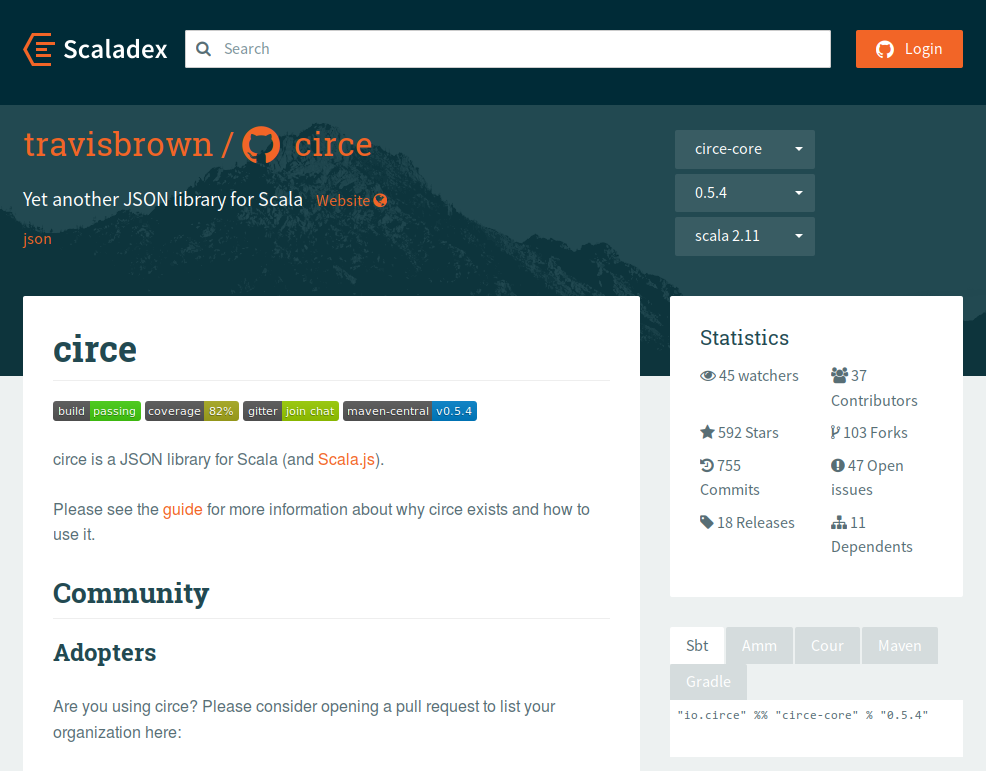 Scaladex
Search
Login
travisbrown / circe
Yet another JSON library for Scala Website
json
circe-core
0.5.4
scala 2.11
circe
build passing coverage 82% gitter join chat maven-central v0.5.4
circe is a JSON library for Scala (and Scala.js).
Please see the guide for more information about why circe exists and how to
use it.
Community
Adopters
Are you using circe? Please consider opening a pull request to list your
organization here:
Statistics
45 watchers
37
Contributors
592 Stars
103 Forks
755
Commits
47 Open
issues
18 Releases
11
Dependents
Sbt Amm Cour Maven
Gradle
"io.circe" %% "circe-core" % "0.5.4"